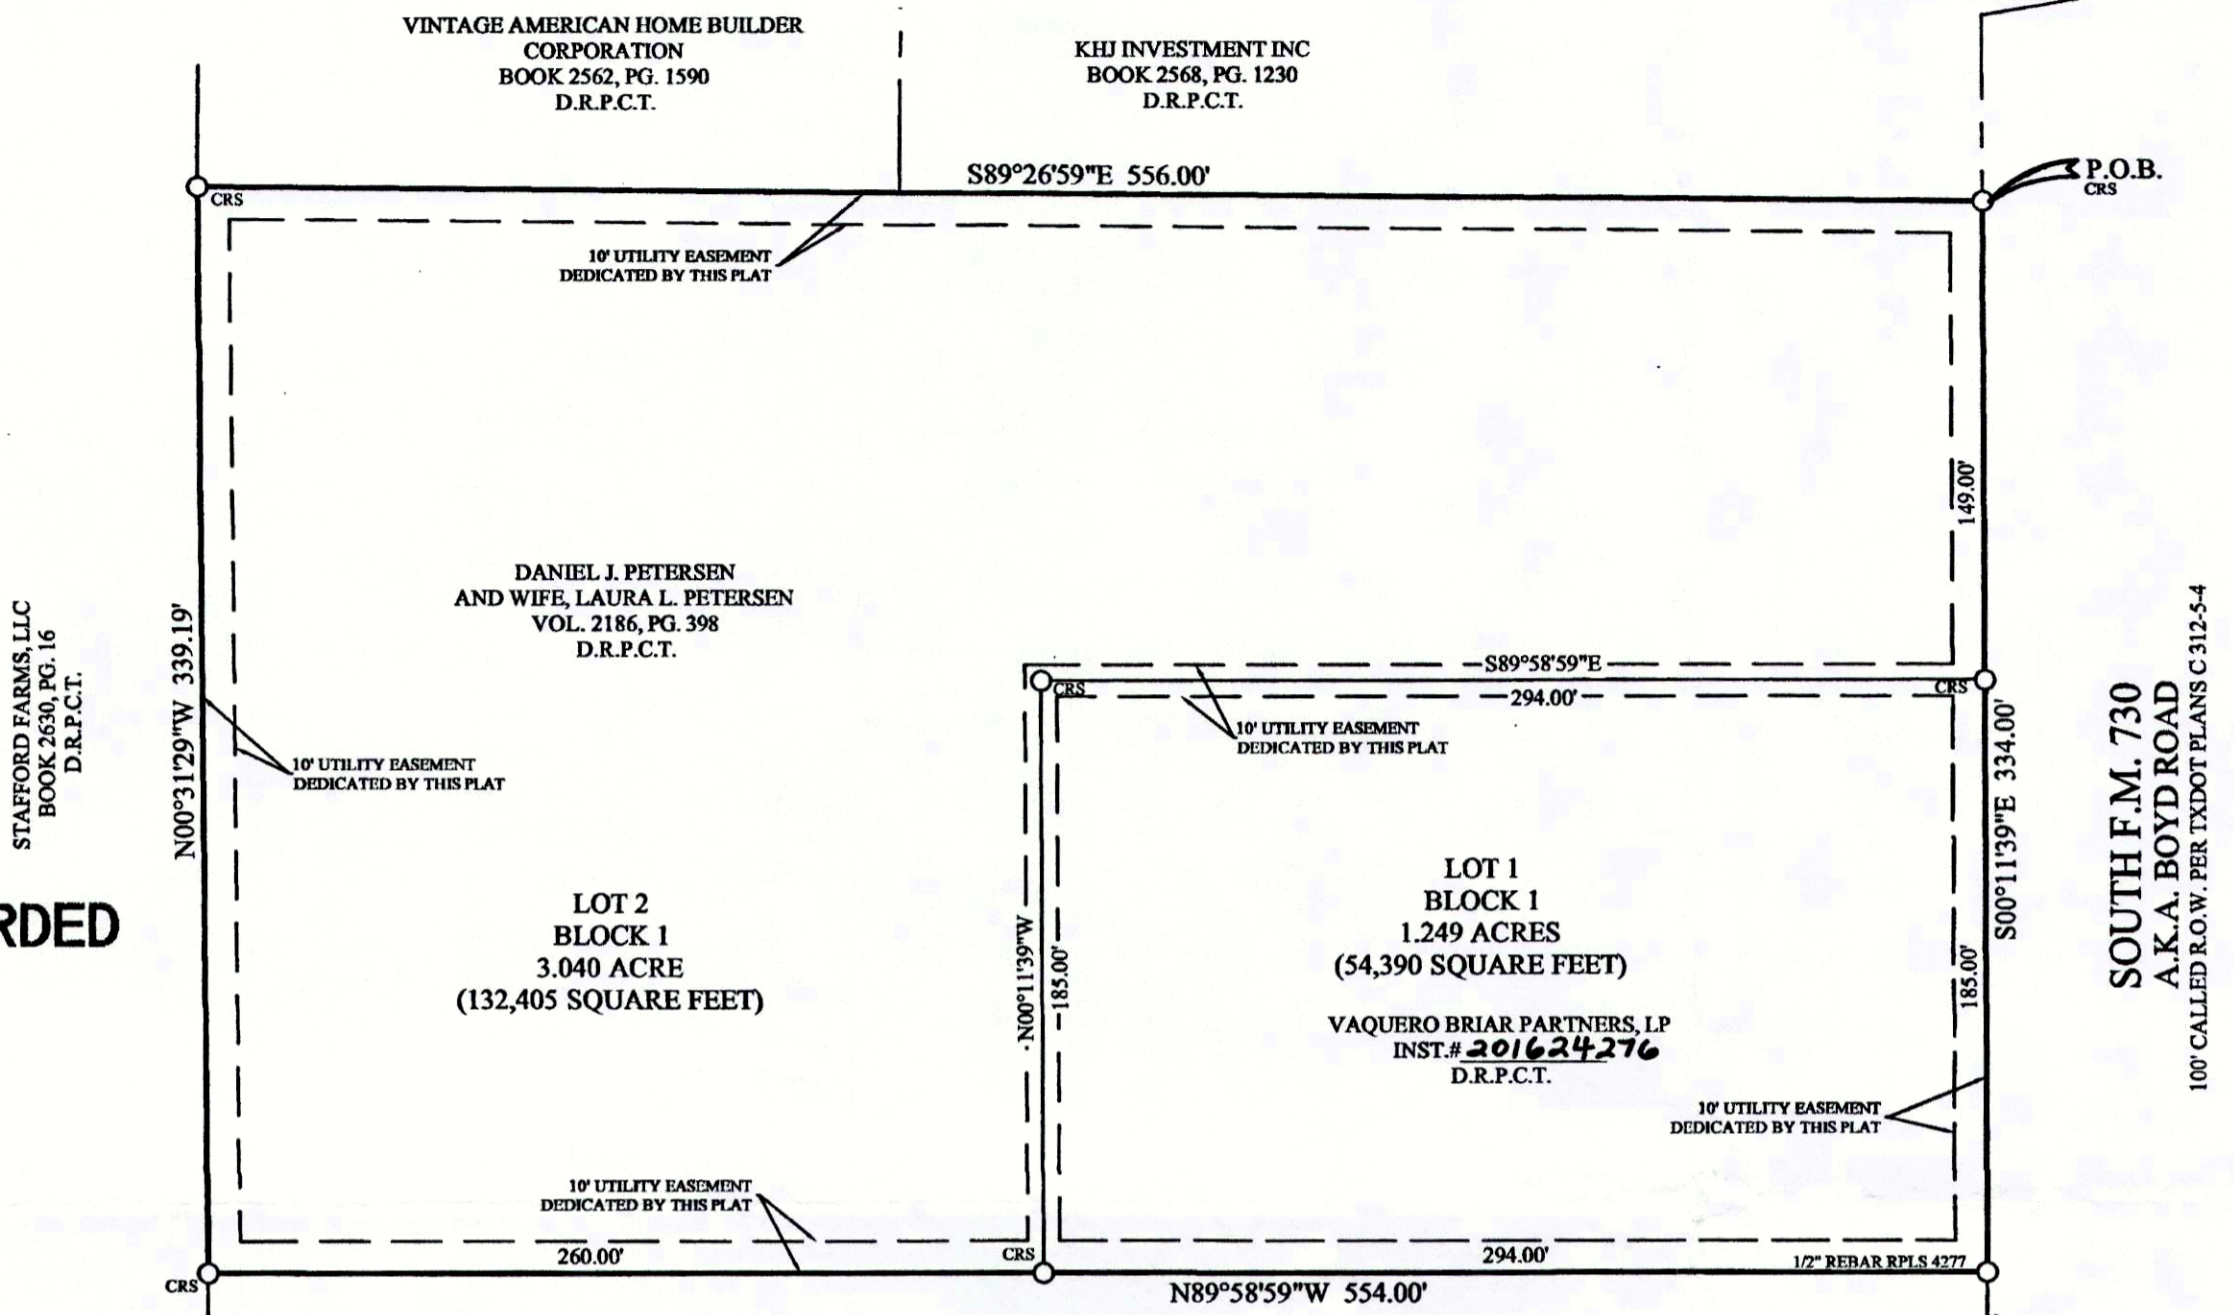 VINTAGE AMERICAN HOME BUILDER
CORPORATION
BOOK 2562, PG. 1590
D.R.P.C.T.
KHJ INVESTMENT INC
BOOK 2568, PG. 1230
D.R.P.C.T.
S89°26'59"E 556.00'
P.O.B.
CRS
CRS
10' UTILITY EASEMENT
DEDICATED BY THIS PLAT
149.00'
DANIEL J. PETERSEN
AND WIFE, LAURA L. PETERSEN
VOL. 2186, PG. 398
D.R.P.C.T.
STAFFORD FARMS, LLC
BOOK 2630, PG. 16
D.R.P.C.T.
N00°31'29"W 339.19'
10' UTILITY EASEMENT
DEDICATED BY THIS PLAT
S89°58'59"E
CRS
CRS
294.00'
10' UTILITY EASEMENT
DEDICATED BY THIS PLAT
S00°11'39"E 334.00'
SOUTH F.M. 730
A.K.A. BOYD ROAD
100' CALLED R.O.W. PER TXDOT PLANS C 312-5-4
RDED
LOT 2
BLOCK 1
3.040 ACRE
(132,405 SQUARE FEET)
N00°11'39"W
185.00'
LOT 1
BLOCK 1
1.249 ACRES
(54,390 SQUARE FEET)
VAQUERO BRIAR PARTNERS, LP
INST.# 201624276
D.R.P.C.T.
185.00'
10' UTILITY EASEMENT
DEDICATED BY THIS PLAT
10' UTILITY EASEMENT
DEDICATED BY THIS PLAT
260.00'
CRS
294.00'
1/2" REBAR RPLS 4277
CRS
N89°58'59"W 554.00'